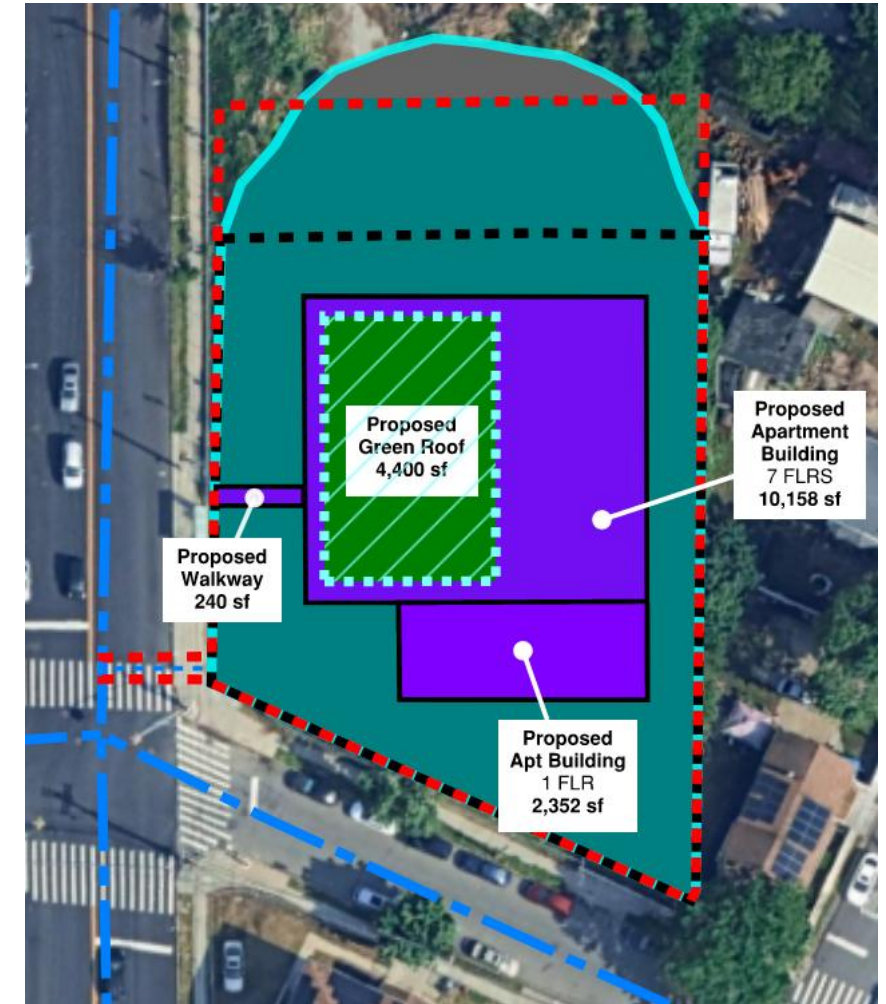 Proposed
Green Roof
4,400 sf
Proposed
Apartment
Building
7 FLRS
10,158 sf
Proposed
Walkway
240 sf
Proposed
Apt Building
1 FLR
2,352 sf